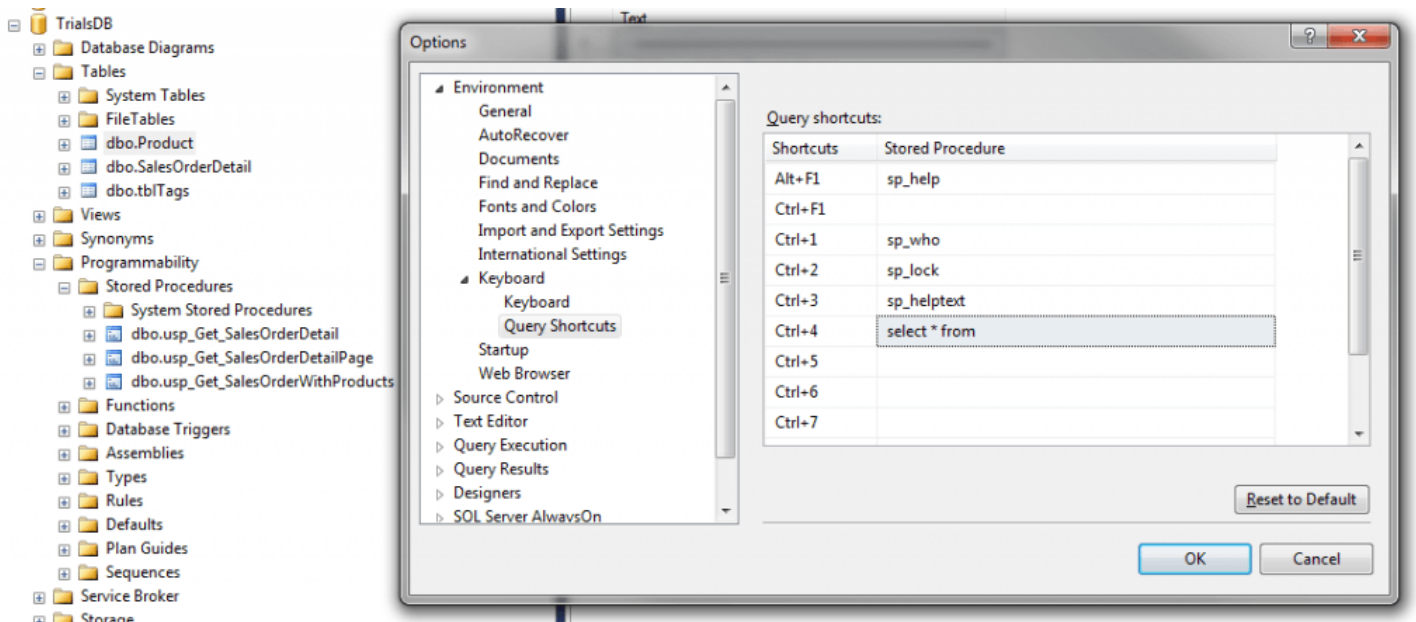 TrialsDB
Database Diagrams
Tables
System Tables
FileTables
dbo.Product
dbo.SalesOrderDetail
dbo.tblTags
Views
Synonyms
Programmability
Stored Procedures
System Stored Procedures
dbo.usp_Get_SalesOrderDetail
dbo.usp_Get_SalesOrderDetailPage
dbo.usp_Get_SalesOrderWithProducts
Functions
Database Triggers
Assemblies
Types
Rules
Defaults
Plan Guides
Sequences
Service Broker
Storage
Text
Options
Environment
General
AutoRecover
Documents
Find and Replace
Fonts and Colors
Import and Export Settings
International Settings
Keyboard
Keyboard
Query Shortcuts
Startup
Web Browser
Source Control
Text Editor
Query Execution
Query Results
Designers
SQL Server AlwaysOn
Query shortcuts:
Shortcuts Stored Procedure
Alt+F1 sp_help
Ctrl+F1
Ctrl+1 sp_who
Ctrl+2 sp_lock
Ctrl+3 sp_helptext
Ctrl+4 select * from
Ctrl+5
Ctrl+6
Ctrl+7
Reset to Default
OK Cancel